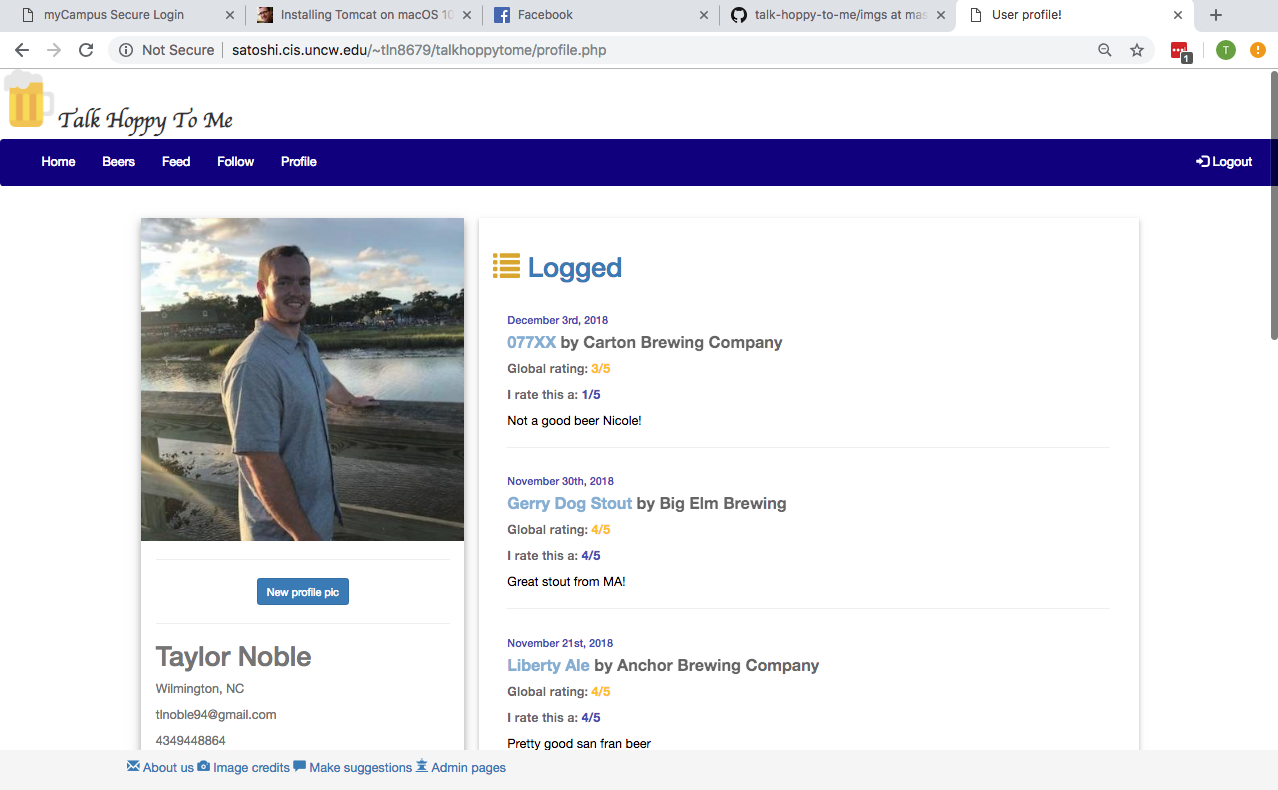 myCampus Secure Login
Installing Tomcat on macOS 10
Facebook
talk-hoppy-to-me/imgs at mas
User profile!
Not Secure
satoshi.cis.uncw.edu/~tln8679/talkhoppytome/profile.php
1
T
Talk Hoppy To Me
Home
Beers
Feed
Follow
Profile
Logout
New profile pic
Taylor Noble
Wilmington, NC
tlnoble94@gmail.com
4349448864
Logged
December 3rd, 2018
077XX by Carton Brewing Company
Global rating: 3/5
I rate this a: 1/5
Not a good beer Nicole!
November 30th, 2018
Gerry Dog Stout by Big Elm Brewing
Global rating: 4/5
I rate this a: 4/5
Great stout from MA!
November 21st, 2018
Liberty Ale by Anchor Brewing Company
Global rating: 4/5
I rate this a: 4/5
Pretty good san fran beer
About us
Image credits
Make suggestions
Admin pages